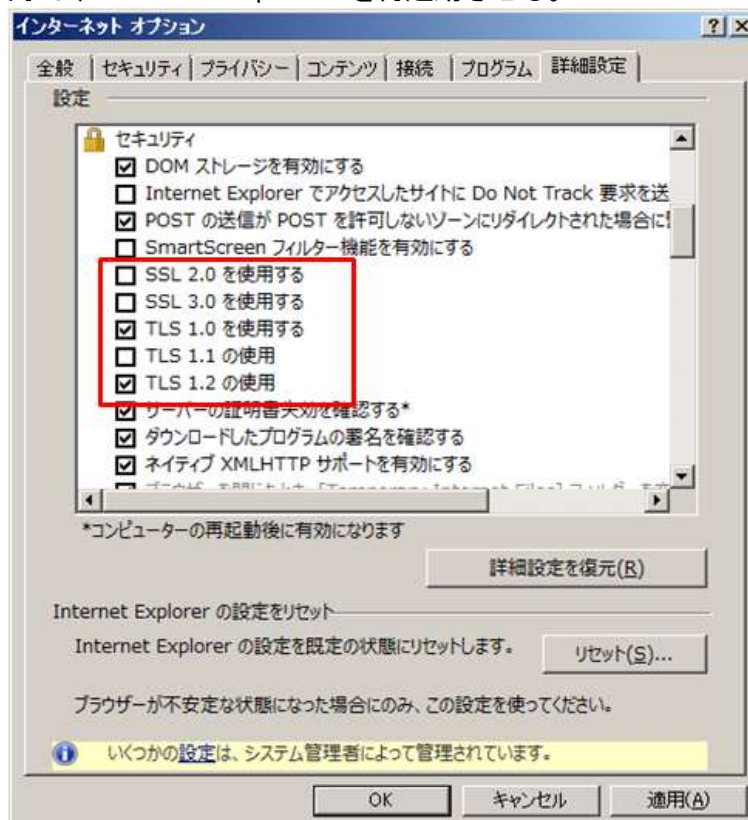 インターネット オプション
全般 セキュリティ プライバシー コンテンツ 接続 プログラム 詳細設定
設定
セキュリティ
DOM ストレージを有効にする
Internet Explorer でアクセスしたサイトに Do Not Track 要求を送
POST の送信が POST を許可しないゾーンにリダイレクトされた場合に
SmartScreen フィルター機能を有効にする
SSL 2.0 を使用する
SSL 3.0 を使用する
TLS 1.0 を使用する
TLS 1.1 の使用
TLS 1.2 の使用
サーバーの証明書失効を確認する*
ダウンロードしたプログラムの署名を確認する
ネイティブ XMLHTTP サポートを有効にする
*コンピューターの再起動後に有効になります
詳細設定を復元(R)
Internet Explorer の設定をリセット
Internet Explorer の設定を既定の状態にリセットします。
リセット(S)...
ブラウザーが不安定な状態になった場合にのみ、この設定を使ってください。
いくつかの設定は、システム管理者によって管理されています。
OK キャンセル 適用(A)